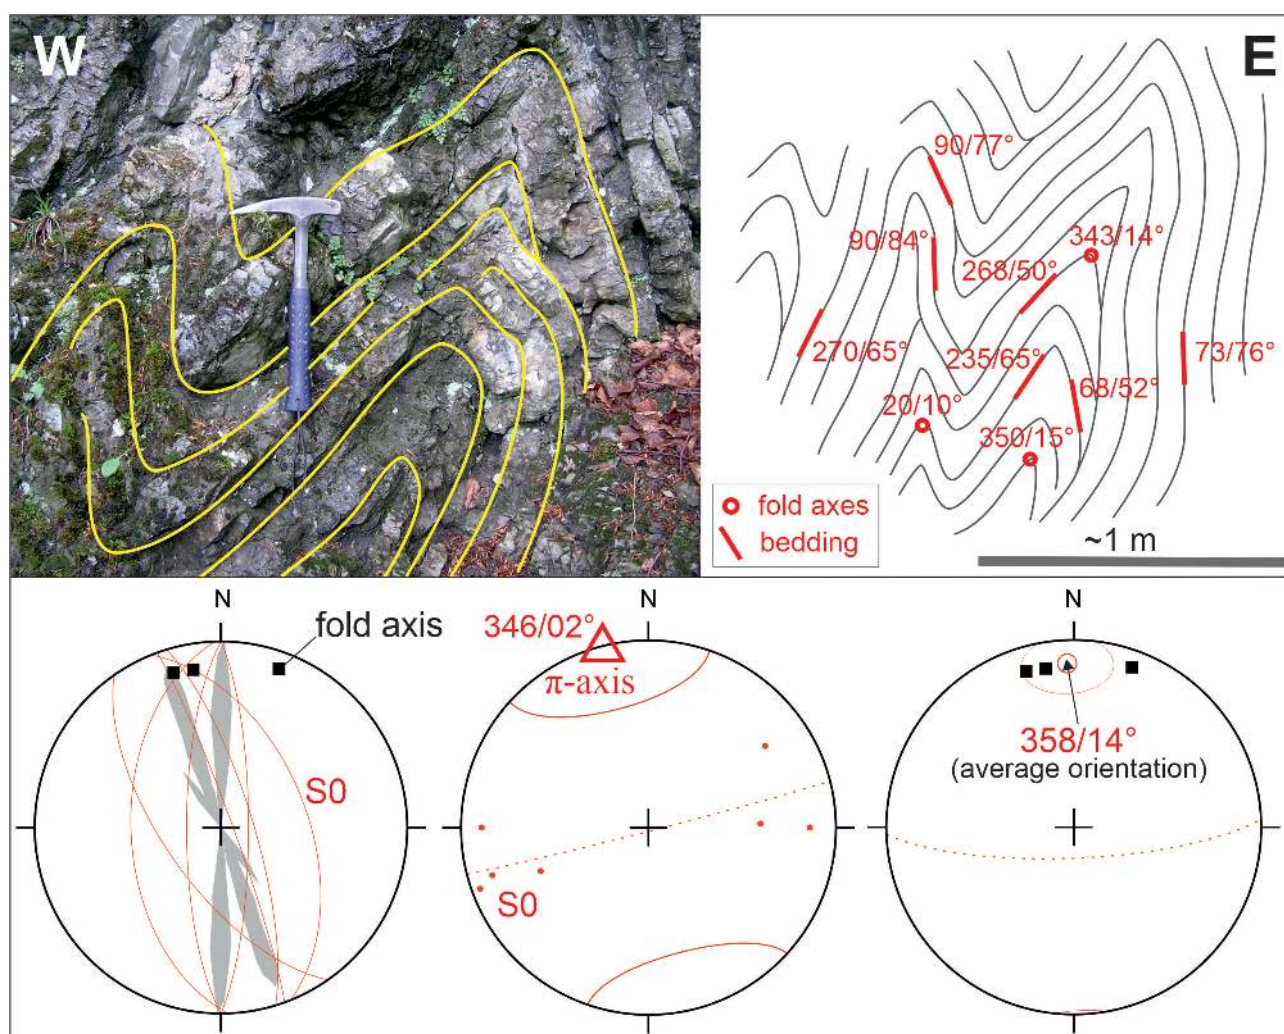 W
E
90/77°
90/84°
343/14°
268/50°
270/65°
235/65°
73/76°
68/52°
20/10°
350/15°
fold axes
bedding
~1 m
N
fold axis
S0
N
346/02°
π-axis
S0
N
358/14°
(average orientation)